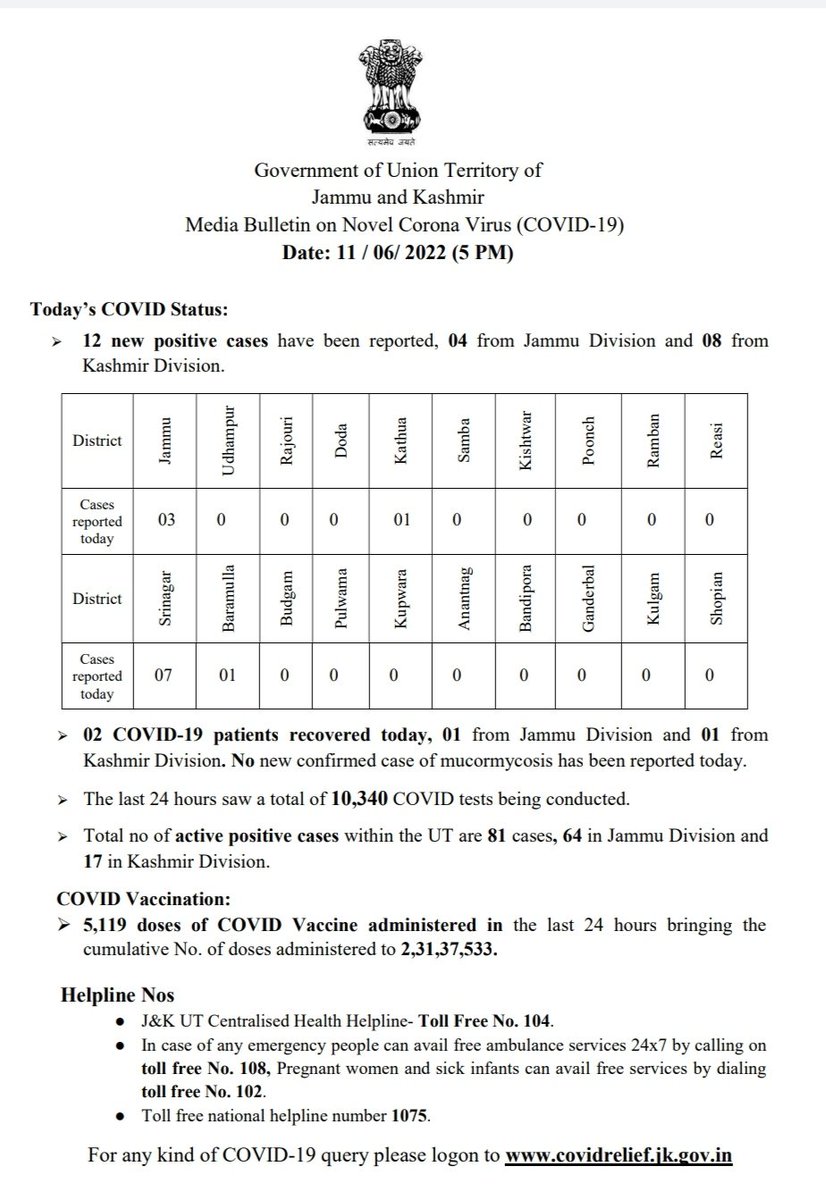 सत्यमेव जयते
Government of Union Territory of
Jammu and Kashmir
Media Bulletin on Novel Corona Virus (COVID-19)
Date: 11 / 06/ 2022 (5 PM)
Today’s COVID Status:
➢ 12 new positive cases have been reported, 04 from Jammu Division and 08 from
Kashmir Division.
District Jammu Udhampur Rajouri Doda Kathua Samba Kishtwar Poonch Ramban Reasi
Cases
reported
today
03 0 0 0 01 0 0 0 0 0
District Srinagar Baramulla Budgam Pulwama Kupwara Anantnag Bandipora Ganderbal Kulgam Shopian
Cases
reported
today
07 01 0 0 0 0 0 0 0 0
➢ 02 COVID-19 patients recovered today, 01 from Jammu Division and 01 from
Kashmir Division. No new confirmed case of mucormycosis has been reported today.
➢ The last 24 hours saw a total of 10,340 COVID tests being conducted.
➢ Total no of active positive cases within the UT are 81 cases, 64 in Jammu Division and
17 in Kashmir Division.
COVID Vaccination:
➢ 5,119 doses of COVID Vaccine administered in the last 24 hours bringing the
cumulative No. of doses administered to 2,31,37,533.
Helpline Nos
● J&K UT Centralised Health Helpline- Toll Free No. 104.
● In case of any emergency people can avail free ambulance services 24x7 by calling on
toll free No. 108, Pregnant women and sick infants can avail free services by dialing
toll free No. 102.
● Toll free national helpline number 1075.
For any kind of COVID-19 query please logon to www.covidrelief.jk.gov.in